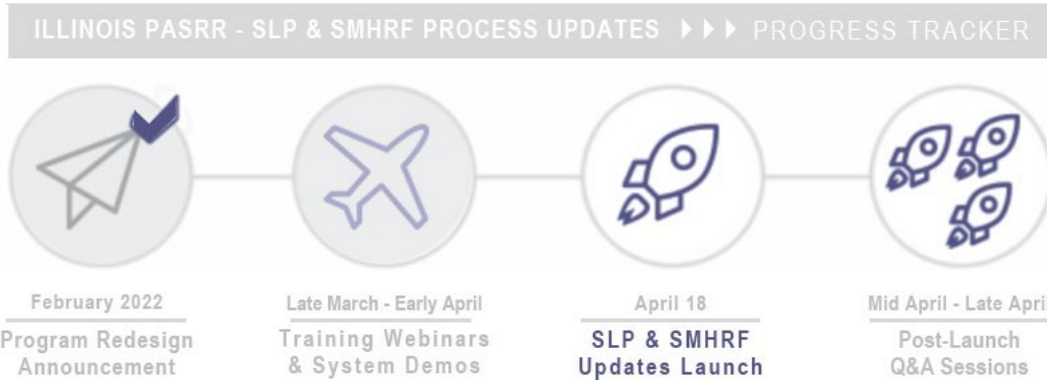 ILLINOIS PASRR - SLP & SMHRF PROCESS UPDATES PROGRESS TRACKER
February 2022
Program Redesign
Announcement
Late March - Early April
Training Webinars
& System Demos
April 18
SLP & SMHRF
Updates Launch
Mid April - Late April
Post-Launch
Q&A Sessions